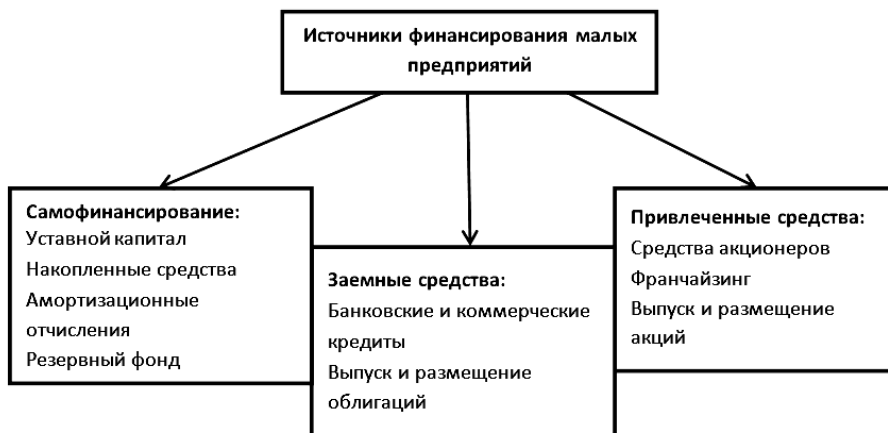 Источники финансирования малых
предприятий
Самофинансирование:
Уставной капитал
Накопленные средства
Амортизационные
отчисления
Резервный фонд
Заемные средства:
Банковские и коммерческие
кредиты
Выпуск и размещение
облигаций
Привлеченные средства:
Средства акционеров
Франчайзинг
Выпуск и размещение
акций